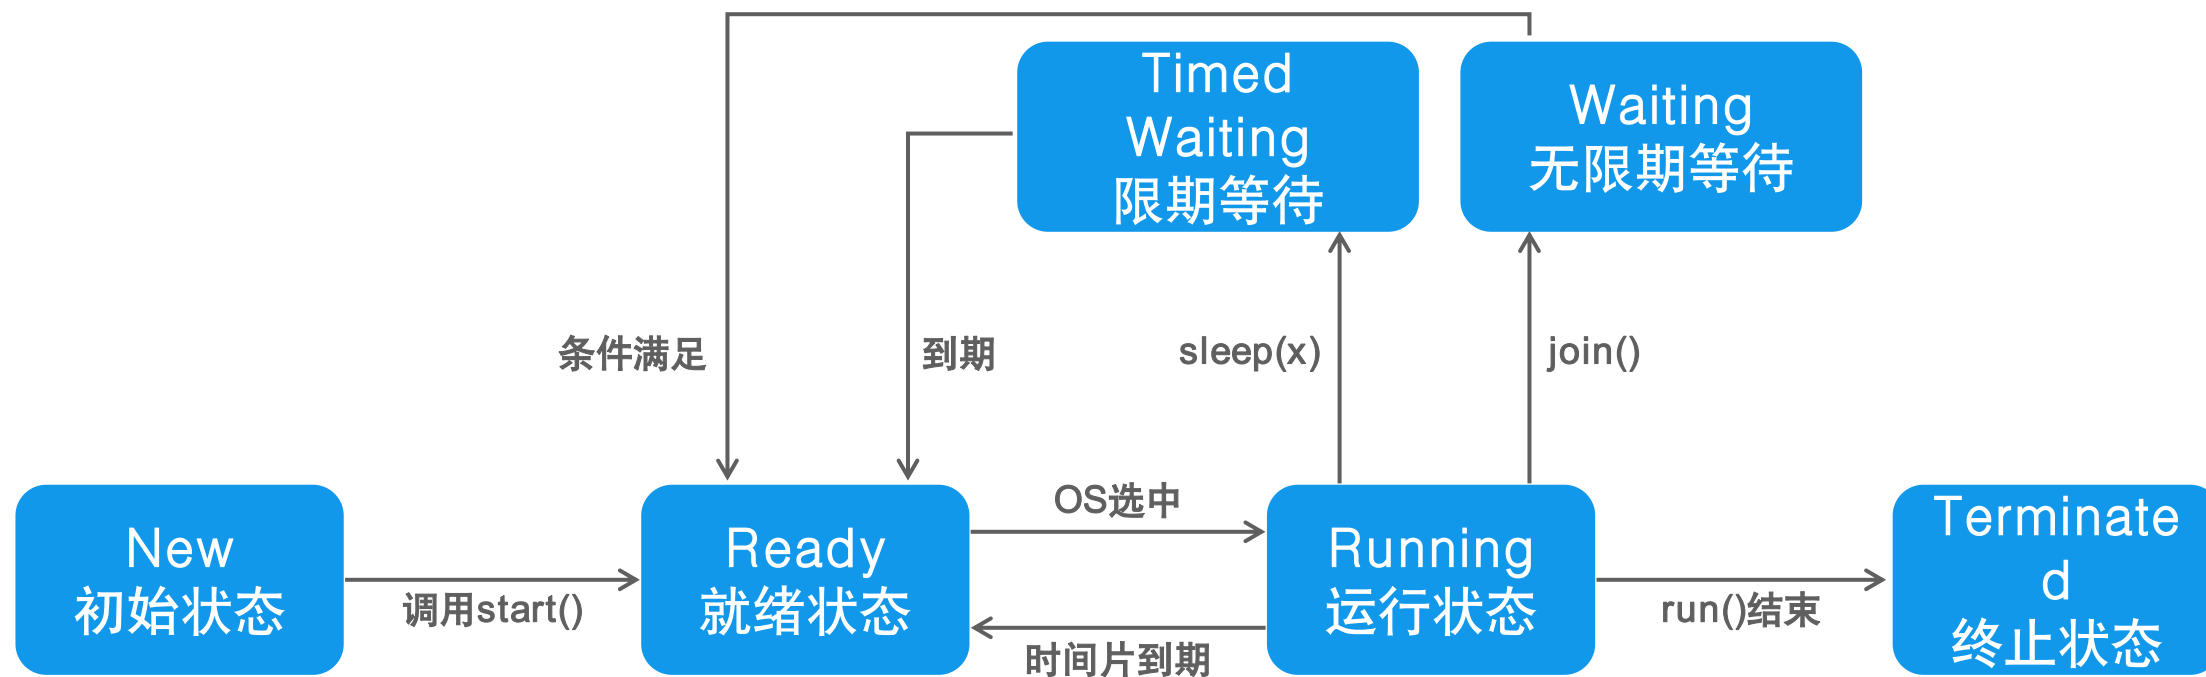 Timed
Waiting
限期等待
Waiting
无限期等待
条件满足
到期
sleep(x)
join()
New
初始状态
调用start()
Ready
就绪状态
OS选中
时间片到期
Running
运行状态
run()结束
Terminate
d
终止状态